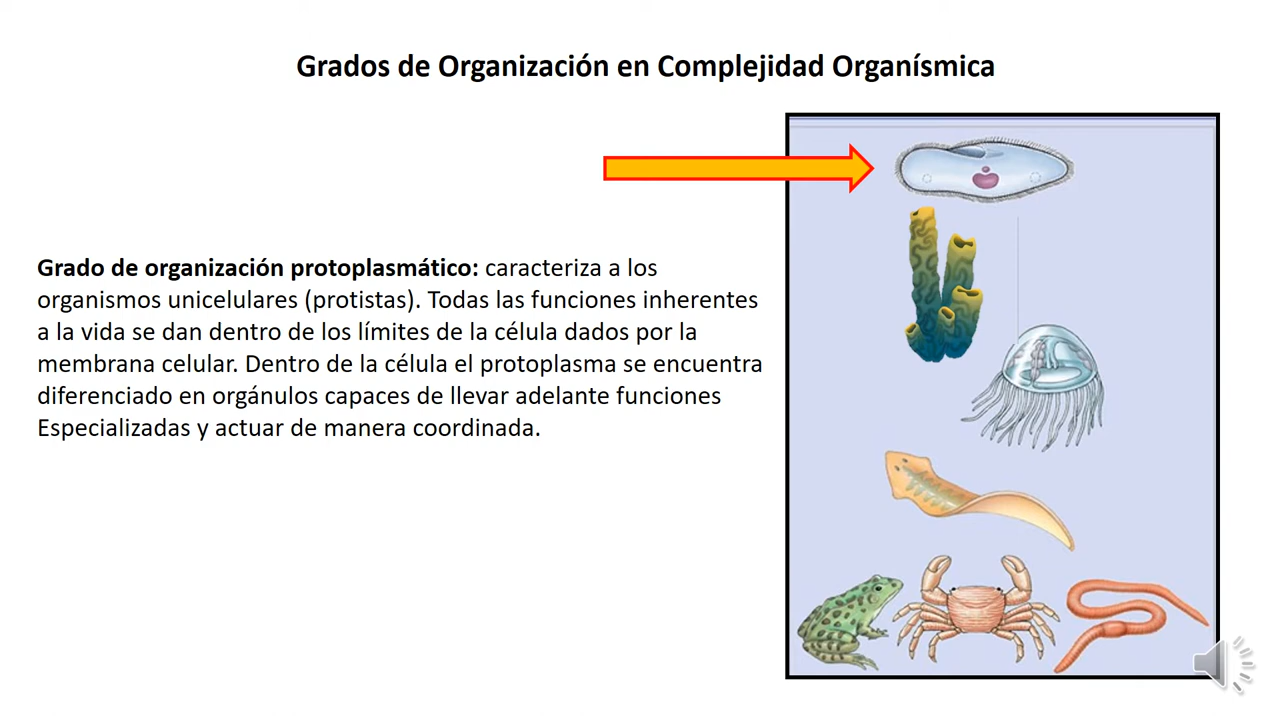 Grados de Organización en Complejidad Organísmica
Grado de organización protoplasmático: caracteriza a los
organismos unicelulares (protistas). Todas las funciones inherentes
a la vida se dan dentro de los límites de la célula dados por la
membrana celular. Dentro de la célula el protoplasma se encuentra
diferenciado en orgánulos capaces de llevar adelante funciones
Especializadas y actuar de manera coordinada.